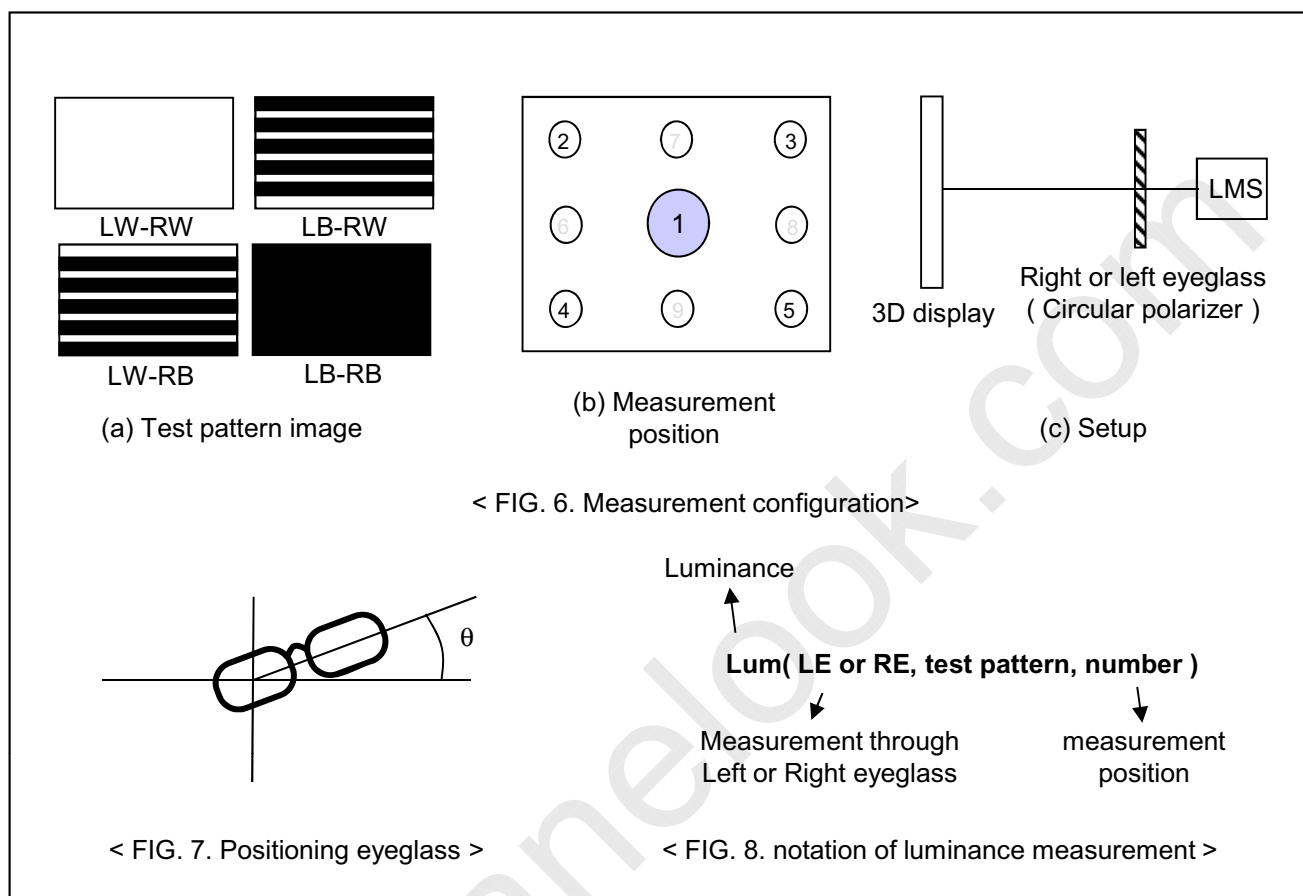 LW-RW
LB-RW
LW-RB
LB-RB
(a) Test pattern image
2
7
3
6
1
8
4
9
5
(b) Measurement
position
LMS
Right or left eyeglass
( Circular polarizer )
3D display
(c) Setup
< FIG. 6. Measurement configuration>
θ
< FIG. 7. Positioning eyeglass >
Luminance
Lum( LE or RE, test pattern, number )
Measurement through
Left or Right eyeglass
measurement
position
< FIG. 8. notation of luminance measurement >
nelook.com